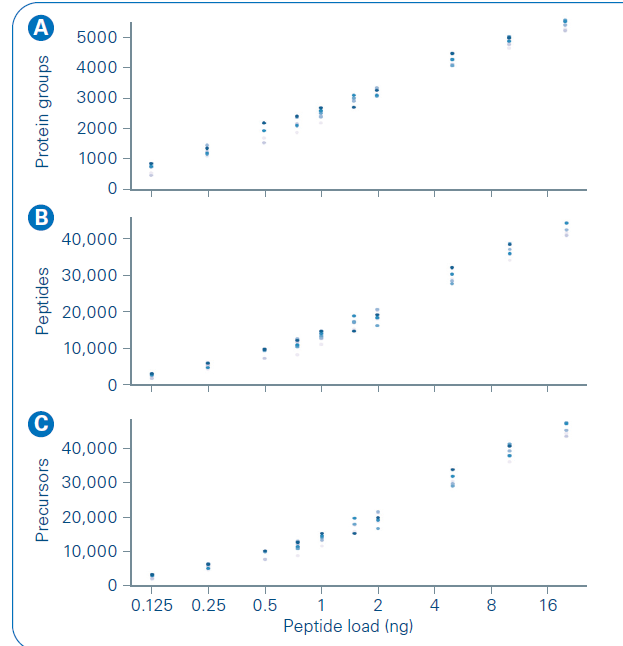 A
Protein groups
5000
4000
3000
2000
1000
0
B
Peptides
40,000
30,000
20,000
10,000
0
C
Precursors
40,000
30,000
20,000
10,000
0
0.125 0.25 0.5 1 2 4 8 16
Peptide load (ng)